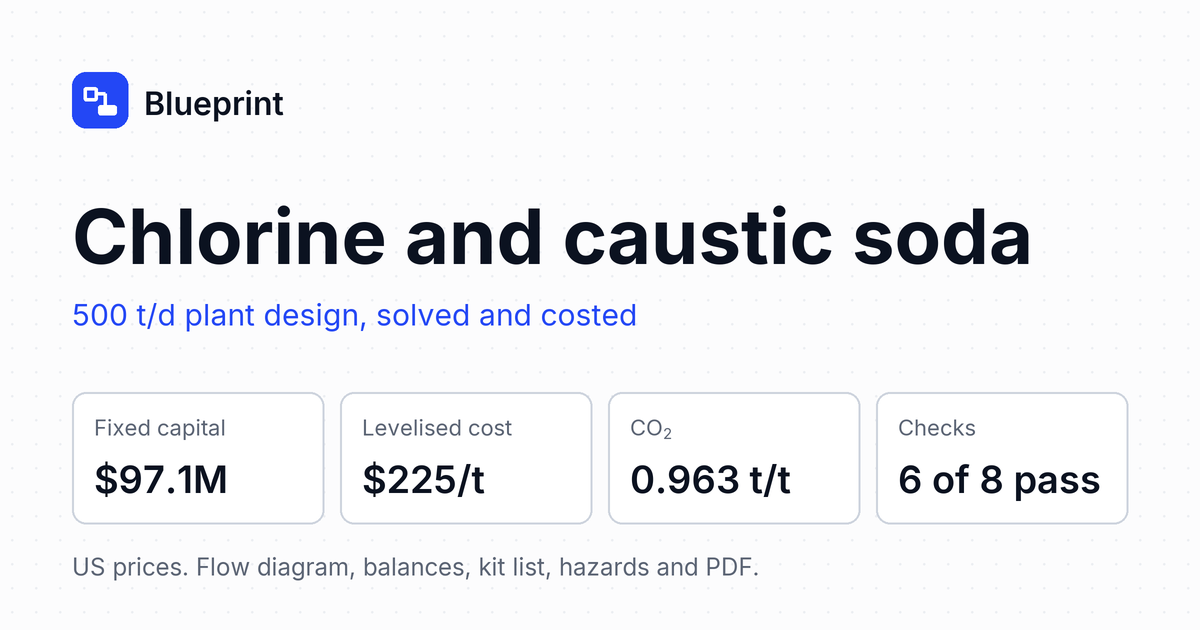 Blueprint
Chlorine and caustic soda
500 t/d plant design, solved and costed
Fixed capital
$97.1M
Levelised cost
$225/t
CO₂
0.963 t/t
Checks
6 of 8 pass
US prices. Flow diagram, balances, kit list, hazards and PDF.